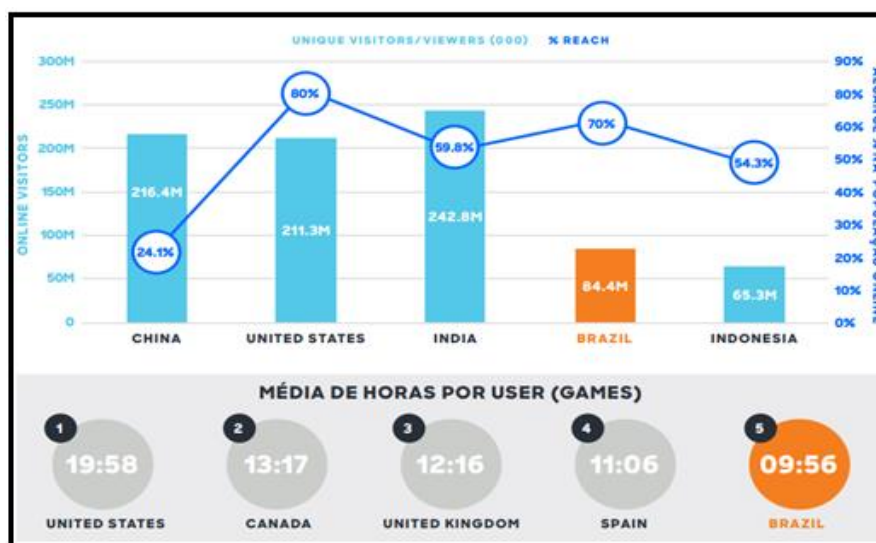 UNIQUE VISITORS/VIEWERS (000) % REACH
300M
250M
200M
150M
100M
50M
0
ONLINE VISITORS
90%
80%
70%
60%
50%
40%
30%
20%
10%
0%
ALCANCE % NA POPULAÇÃO ONLINE
216.4M
211.3M
242.8M
84.4M
65.3M
24.1%
80%
59.8%
70%
54.3%
CHINA UNITED STATES INDIA BRAZIL INDONESIA
MÉDIA DE HORAS POR USER (GAMES)
1 2 3 4 5
19:58 13:17 12:16 11:06 09:56
UNITED STATES CANADA UNITED KINGDOM SPAIN BRAZIL